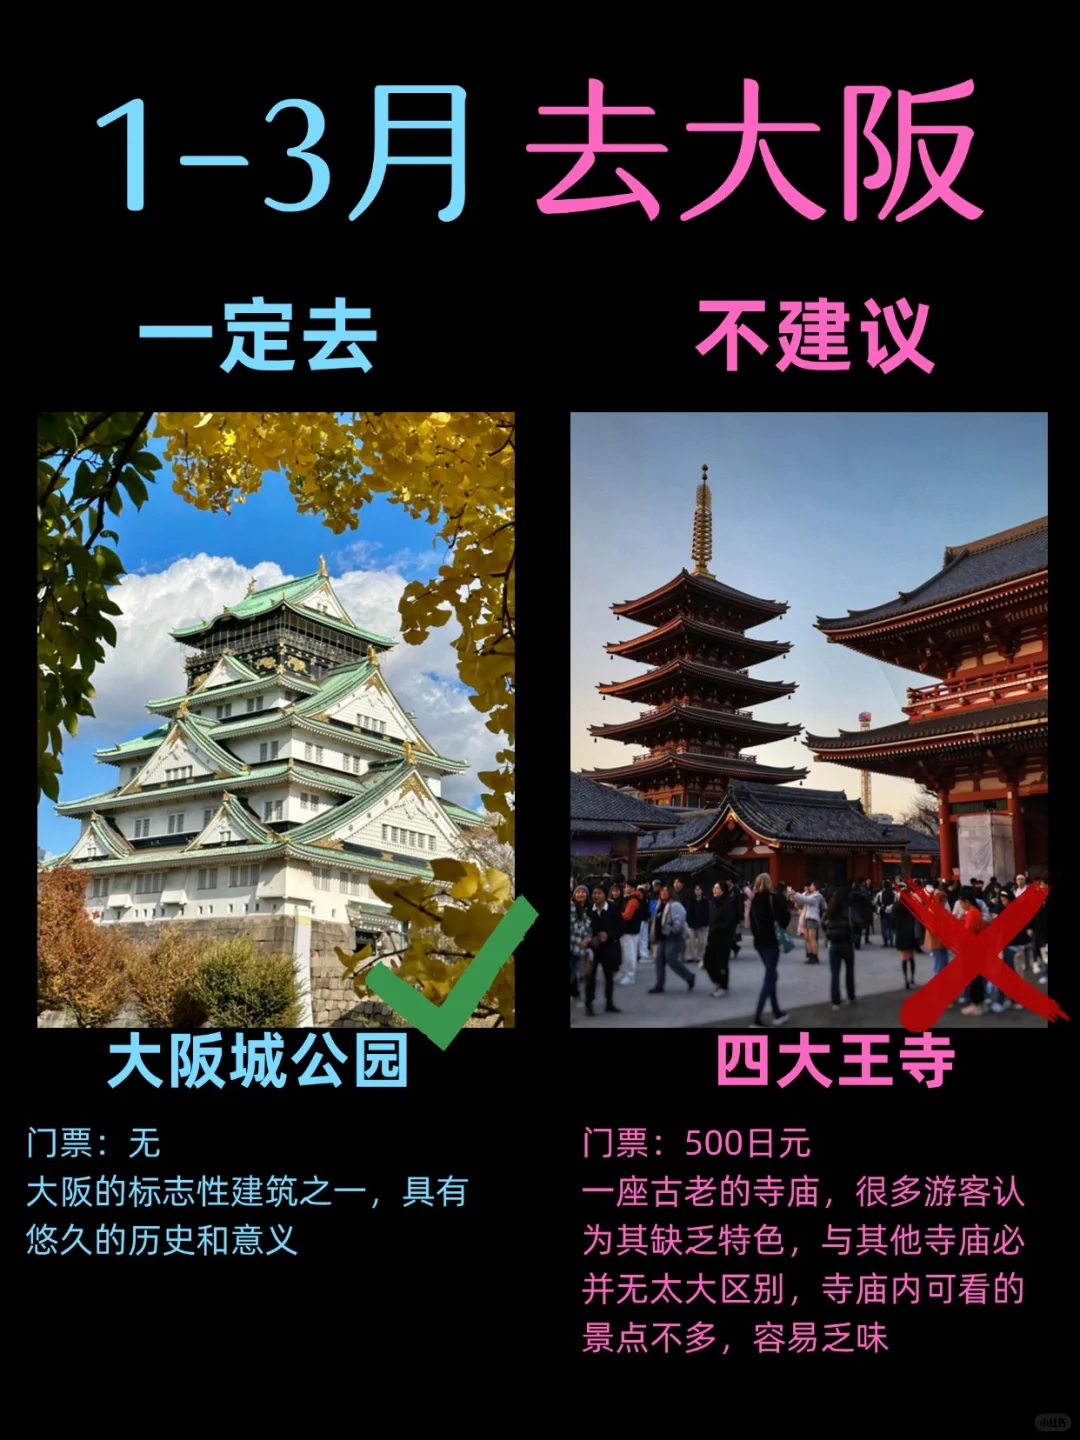 1-3月 去大阪
一定去
不建议
大阪城公园
门票：无
大阪的标志性建筑之一，具有
悠久的历史和意义
四大王寺
门票：500日元
一座古老的寺庙，很多游客认
为其缺乏特色，与其他寺庙必
并无太大区别，寺庙内可看的
景点不多，容易乏味
小红书